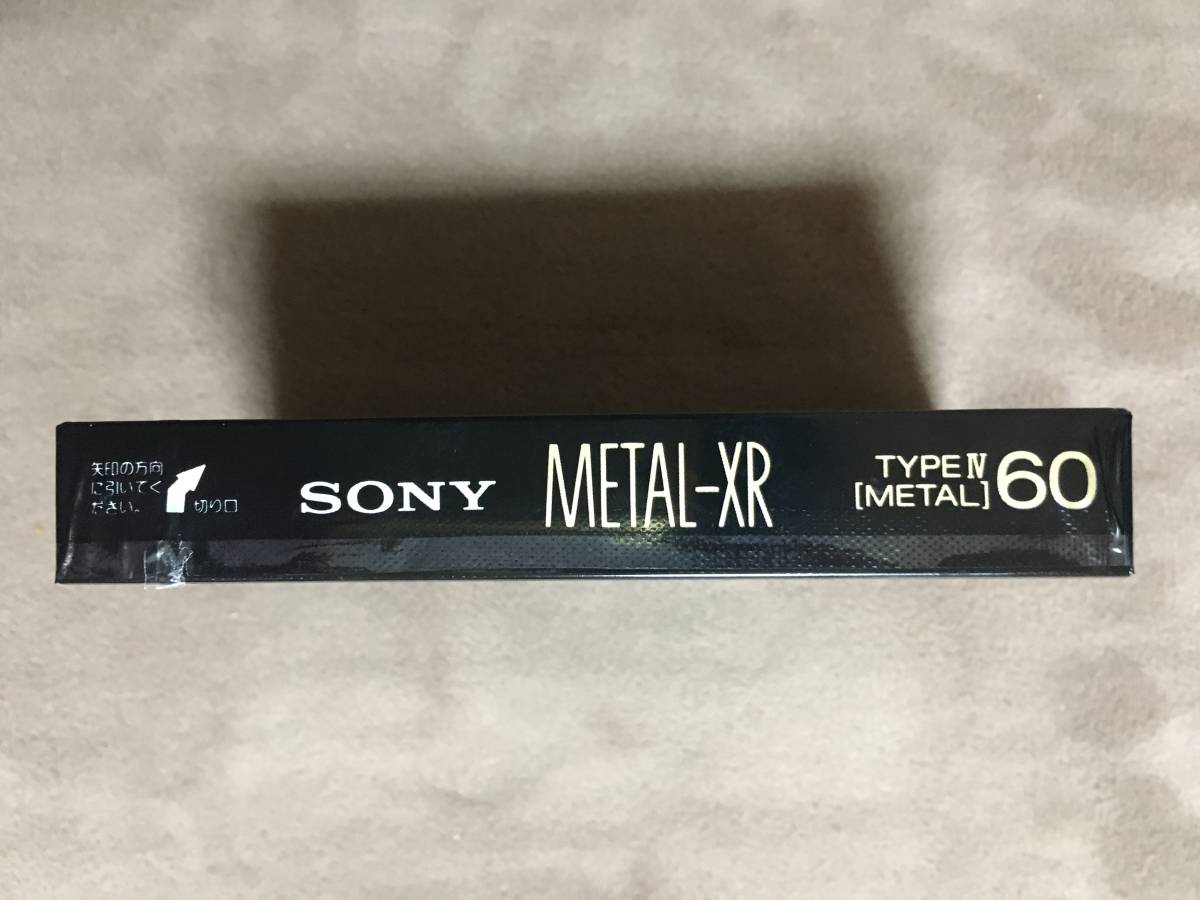 矢印の方向
に引いてく
ださい。
切り口
SONY
METAL-XR
TYPE Ⅳ
[METAL]
60